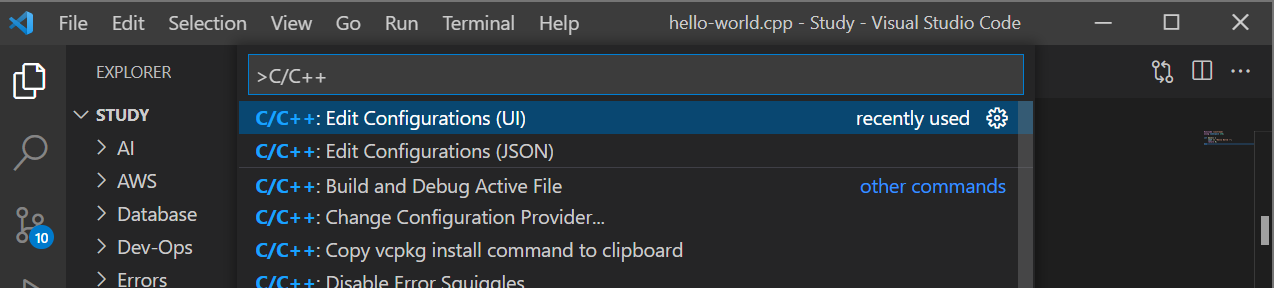 File Edit Selection View Go Run Terminal Help hello-world.cpp - Study - Visual Studio Code
EXPLORER
>C/C++
STUDY
C/C++: Edit Configurations (UI) recently used
AI
C/C++: Edit Configurations (JSON)
AWS
C/C++: Build and Debug Active File other commands
Database
C/C++: Change Configuration Provider...
10
Dev-Ops
C/C++: Copy vcpkg install command to clipboard
Errors
C/C++: Disable Error Squiggles